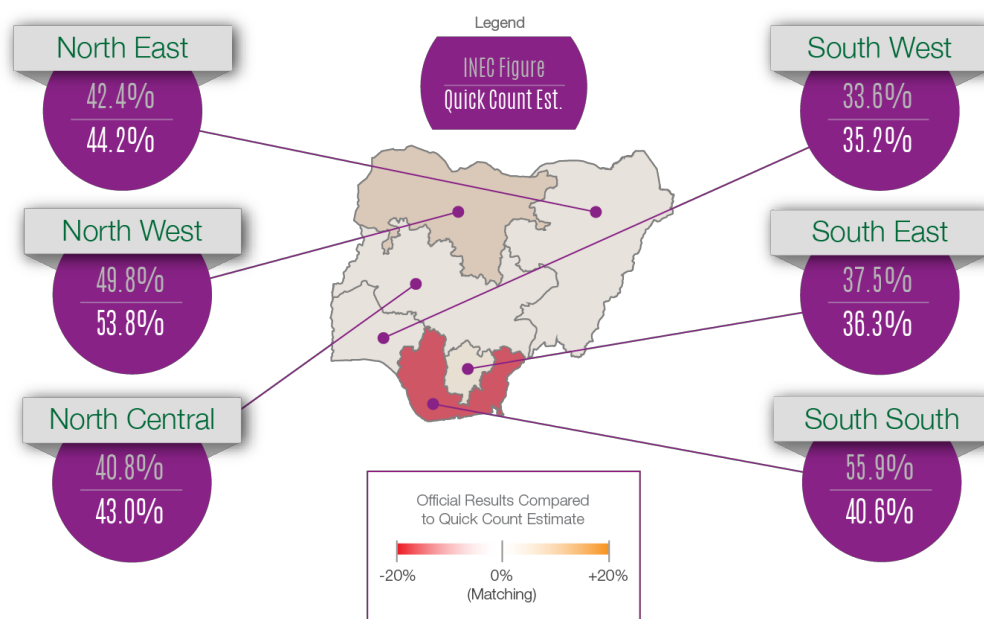 Legend
INEC Figure
Quick Count Est.
North East
42.4%
44.2%
North West
49.8%
53.8%
North Central
40.8%
43.0%
South West
33.6%
35.2%
South East
37.5%
36.3%
South South
55.9%
40.6%
Official Results Compared
to Quick Count Estimate
-20%
0%
+20%
(Matching)